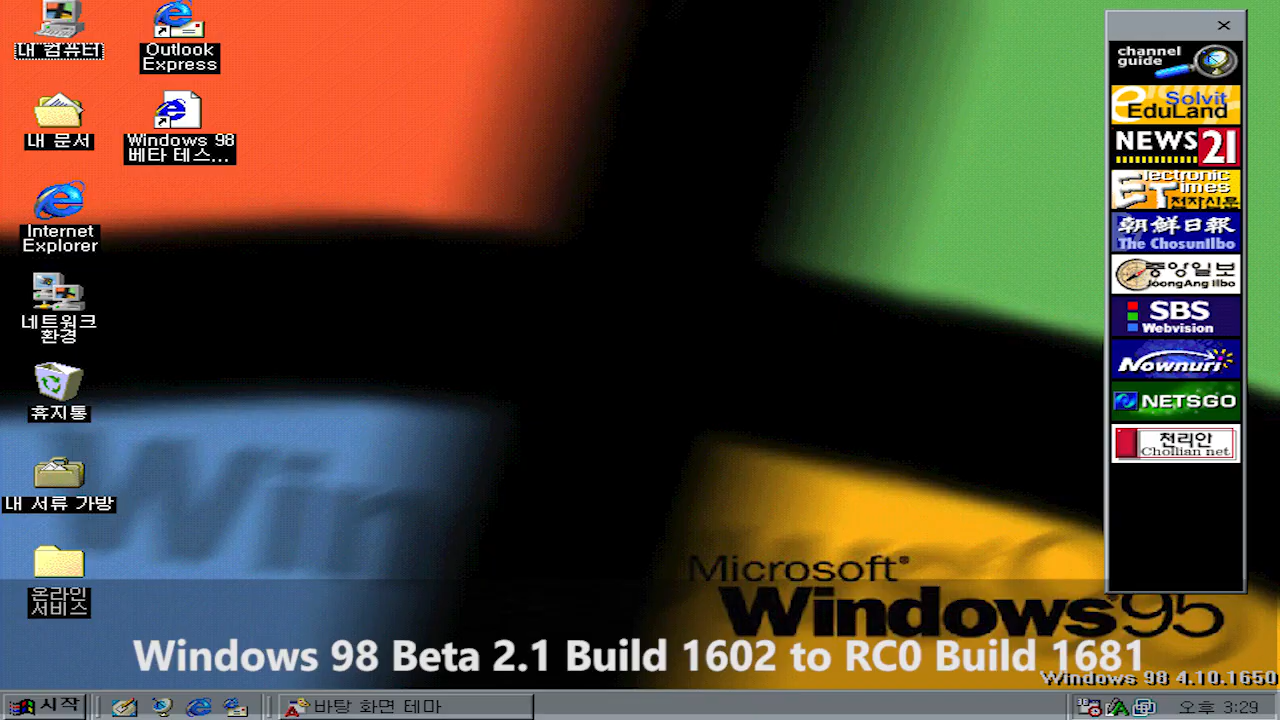 내 컴퓨터
Outlook
Express
내 문서
Windows 98
베타 테스...
Internet
Explorer
네트워크
환경
휴지통
내 서류 가방
온라인
서비스
channel
guide
Solvit
EduLand
NEWS 21
Electronic
Times
전자신문
朝鮮日報
The ChosunIlbo
중앙일보
JoongAng Ilbo
SBS
Webvision
Nownuri
NETSGO
천리안
Chollian net
Win
Microsoft®
Windows®95
Windows 98 Beta 2.1 Build 1602 to RC0 Build 1681
Windows 98 4.10.1650
시작
바탕 화면 테마
오후 3:29